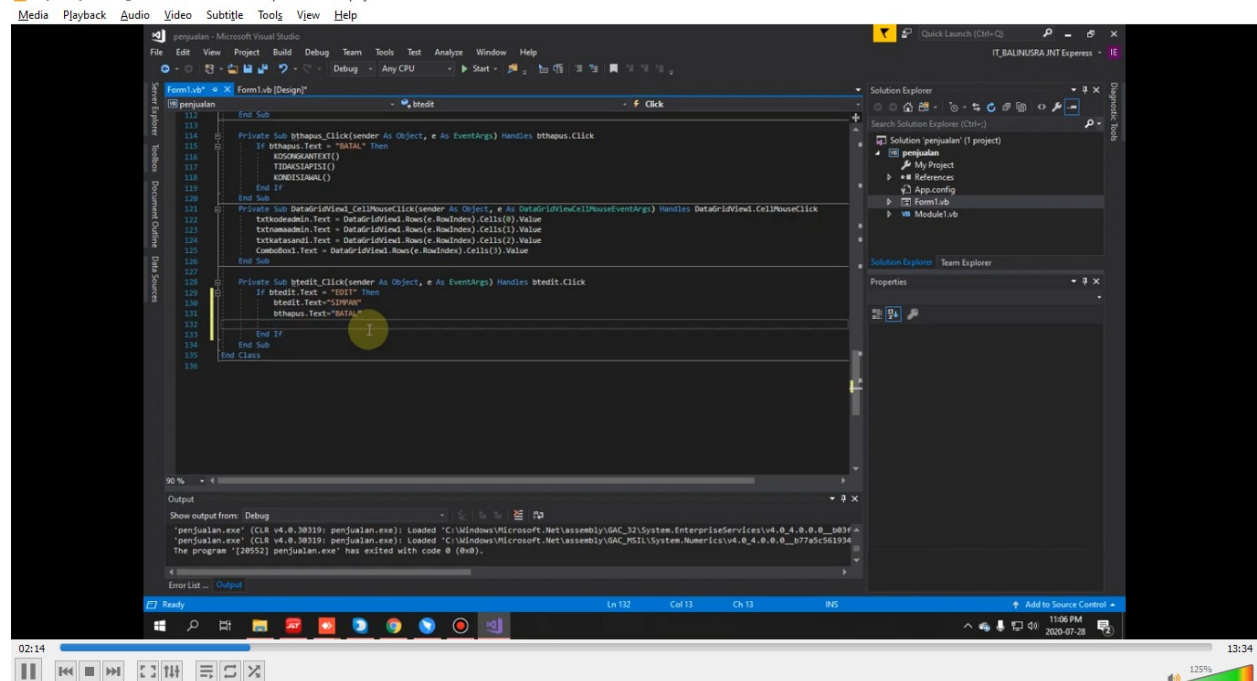 Media Playback Audio Video Subtitle Tools View Help
penjualan - Microsoft Visual Studio
Quick Launch (Ctrl+Q)
File Edit View Project Build Debug Team Tools Test Analyze Window Help
IT_BALINUSRA JNT Experess
IE
Debug Any CPU Start
Form1.vb* Form1.vb [Design]*
penjualan btedit Click
112 End Sub
113
114 Private Sub bthapus_Click(sender As Object, e As EventArgs) Handles bthapus.Click
115 If bthapus.Text = "BATAL" Then
116 KOSONGKANTEXT()
117 TIDAKSIAPISI()
118 KONDISIAWAL()
119 End If
120 End Sub
121 Private Sub DataGridView1_CellMouseClick(sender As Object, e As DataGridViewCellMouseEventArgs) Handles DataGridView1.CellMouseClick
122 txtkodeadmin.Text = DataGridView1.Rows(e.RowIndex).Cells(0).Value
123 txtnamaadmin.Text = DataGridView1.Rows(e.RowIndex).Cells(1).Value
124 txtkatasandi.Text = DataGridView1.Rows(e.RowIndex).Cells(2).Value
125 ComboBox1.Text = DataGridView1.Rows(e.RowIndex).Cells(3).Value
126 End Sub
127
128 Private Sub btedit_Click(sender As Object, e As EventArgs) Handles btedit.Click
129 If btedit.Text = "EDIT" Then
130 btedit.Text="SIMPAN"
131 bthapus.Text="BATAL"
132
133 End If
134 End Sub
135 End Class
136
90 %
Server Explorer
Toolbox
Document Outline
Data Sources
Solution Explorer
Search Solution Explorer (Ctrl+;)
Solution 'penjualan' (1 project)
penjualan
My Project
References
App.config
Form1.vb
Module1.vb
Solution Explorer Team Explorer
Properties
Diagnostic Tools
Output
Show output from: Debug
'penjualan.exe' (CLR v4.0.30319: penjualan.exe): Loaded 'C:\Windows\Microsoft.Net\assembly\GAC_32\System.EnterpriseServices\v4.0_4.0.0.0__b03f
'penjualan.exe' (CLR v4.0.30319: penjualan.exe): Loaded 'C:\Windows\Microsoft.Net\assembly\GAC_MSIL\System.Numerics\v4.0_4.0.0.0__b77a5c561934
The program '[20552] penjualan.exe' has exited with code 0 (0x0).
Error List ... Output
Ready Ln 132 Col 13 Ch 13 INS Add to Source Control
11:06 PM
2020-07-28
2
02:14 13:34
125%